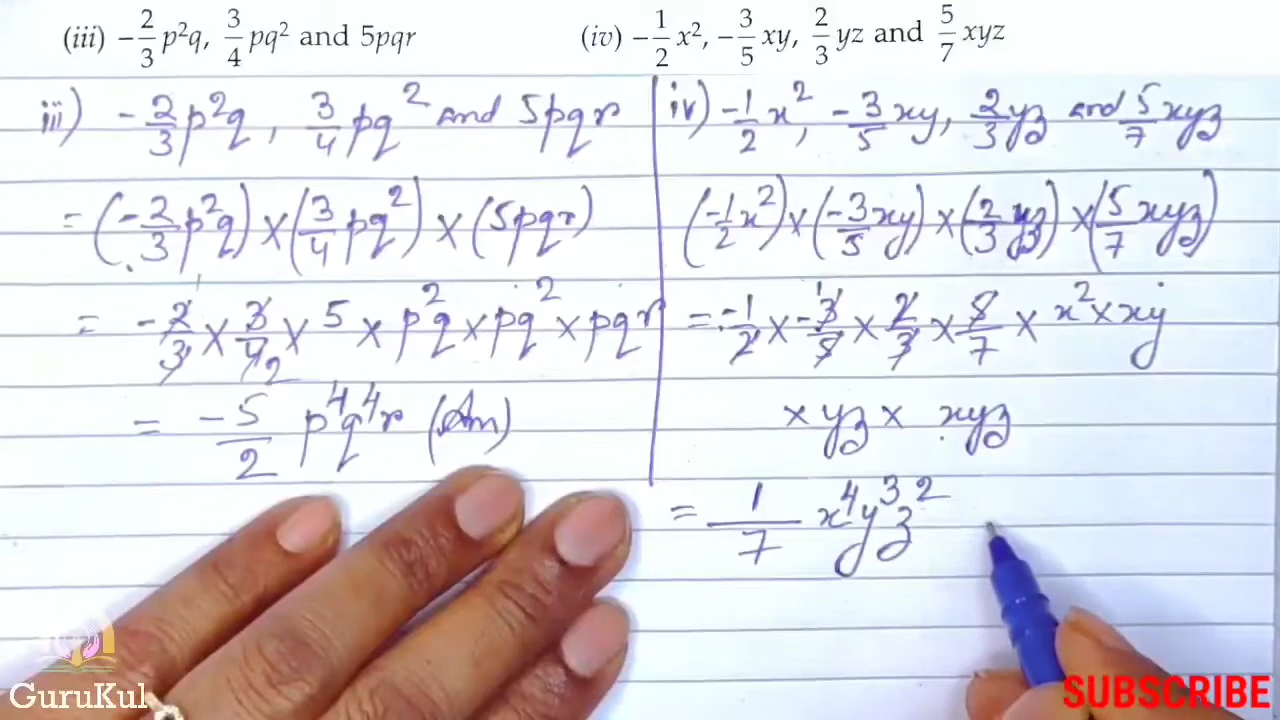 (iii) −2/3 p²q, 3/4 pq² and 5pqr
(iv) −1/2 x², −3/5 xy, 2/3 yz and 5/7 xyz
iii) −2/3 p²q, 3/4 pq² and 5pqr
= (−2/3 p²q) × (3/4 pq²) × (5pqr)
= −2/3 × 3/4 2 × 5 × p²q × pq² × pqr
= −5/2 p⁴q⁴r (Ans)
iv) −1/2 x², −3/5 xy, 2/3 yz and 5/7 xyz
(−1/2 x²) × (−3/5 xy) × (2/3 yz) × (5/7 xyz)
= −1/2 × −3/5 × 2/3 × 5/7 × x² × xy
× yz × xyz
= 1/7 x⁴y³z²
GuruKul
SUBSCRIBE